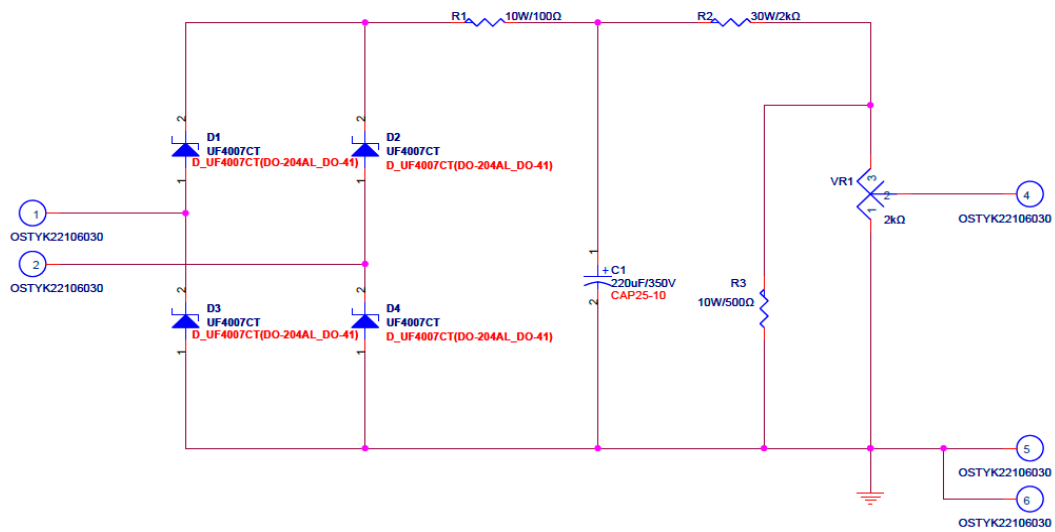 R1 10W/100Ω
R2 30W/2kΩ
2
D1
UF4007CT
D_UF4007CT(DO-204AL_DO-41)
1
2
D2
UF4007CT
D_UF4007CT(DO-204AL_DO-41)
1
VR1
3
2
1
2kΩ
4
OSTYK22106030
1
OSTYK22106030
2
OSTYK22106030
1
+C1
220uF/350V
CAP25-10
2
R3
10W/500Ω
2
D3
UF4007CT
D_UF4007CT(DO-204AL_DO-41)
1
2
D4
UF4007CT
D_UF4007CT(DO-204AL_DO-41)
1
5
OSTYK22106030
6
OSTYK22106030